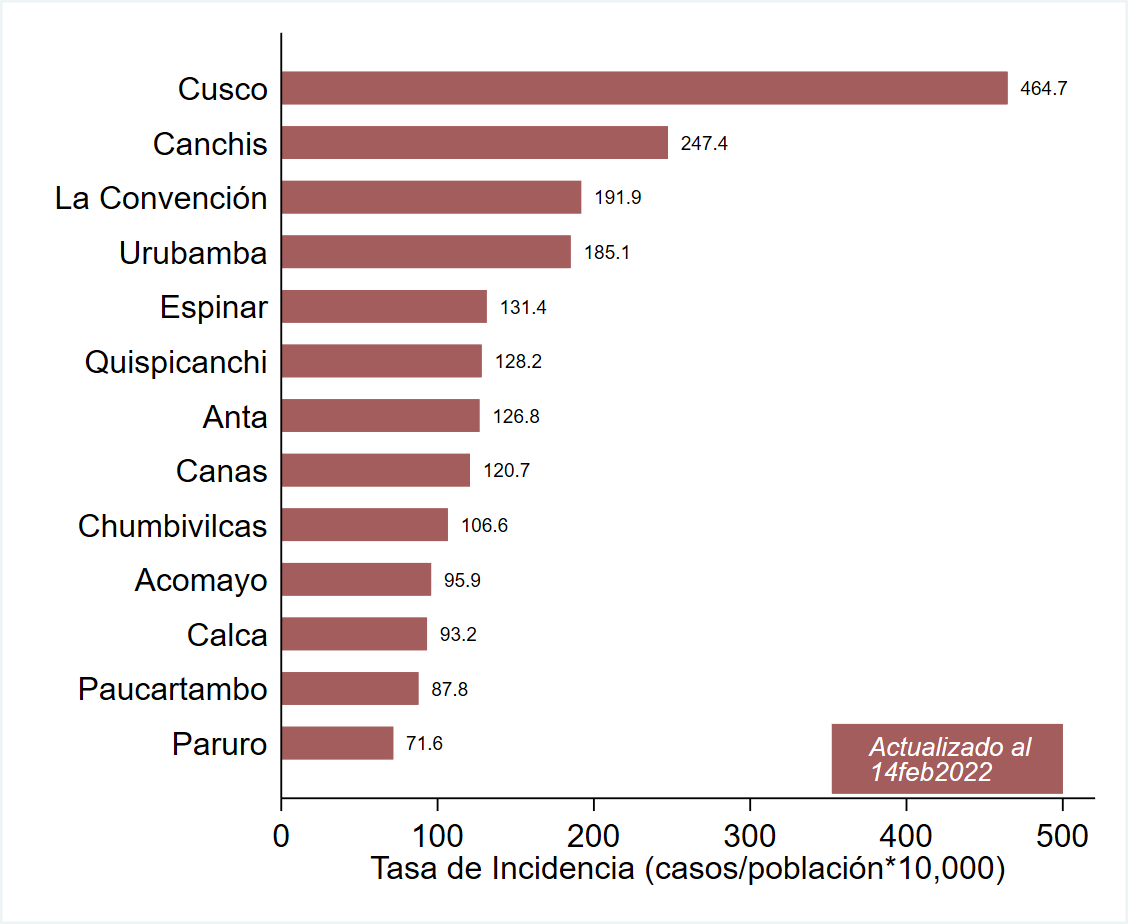 Cusco 464.7
Canchis 247.4
La Convención 191.9
Urubamba 185.1
Espinar 131.4
Quispicanchi 128.2
Anta 126.8
Canas 120.7
Chumbivilcas 106.6
Acomayo 95.9
Calca 93.2
Paucartambo 87.8
Paruro 71.6
Actualizado al
14feb2022
0 100 200 300 400 500
Tasa de Incidencia (casos/población*10,000)